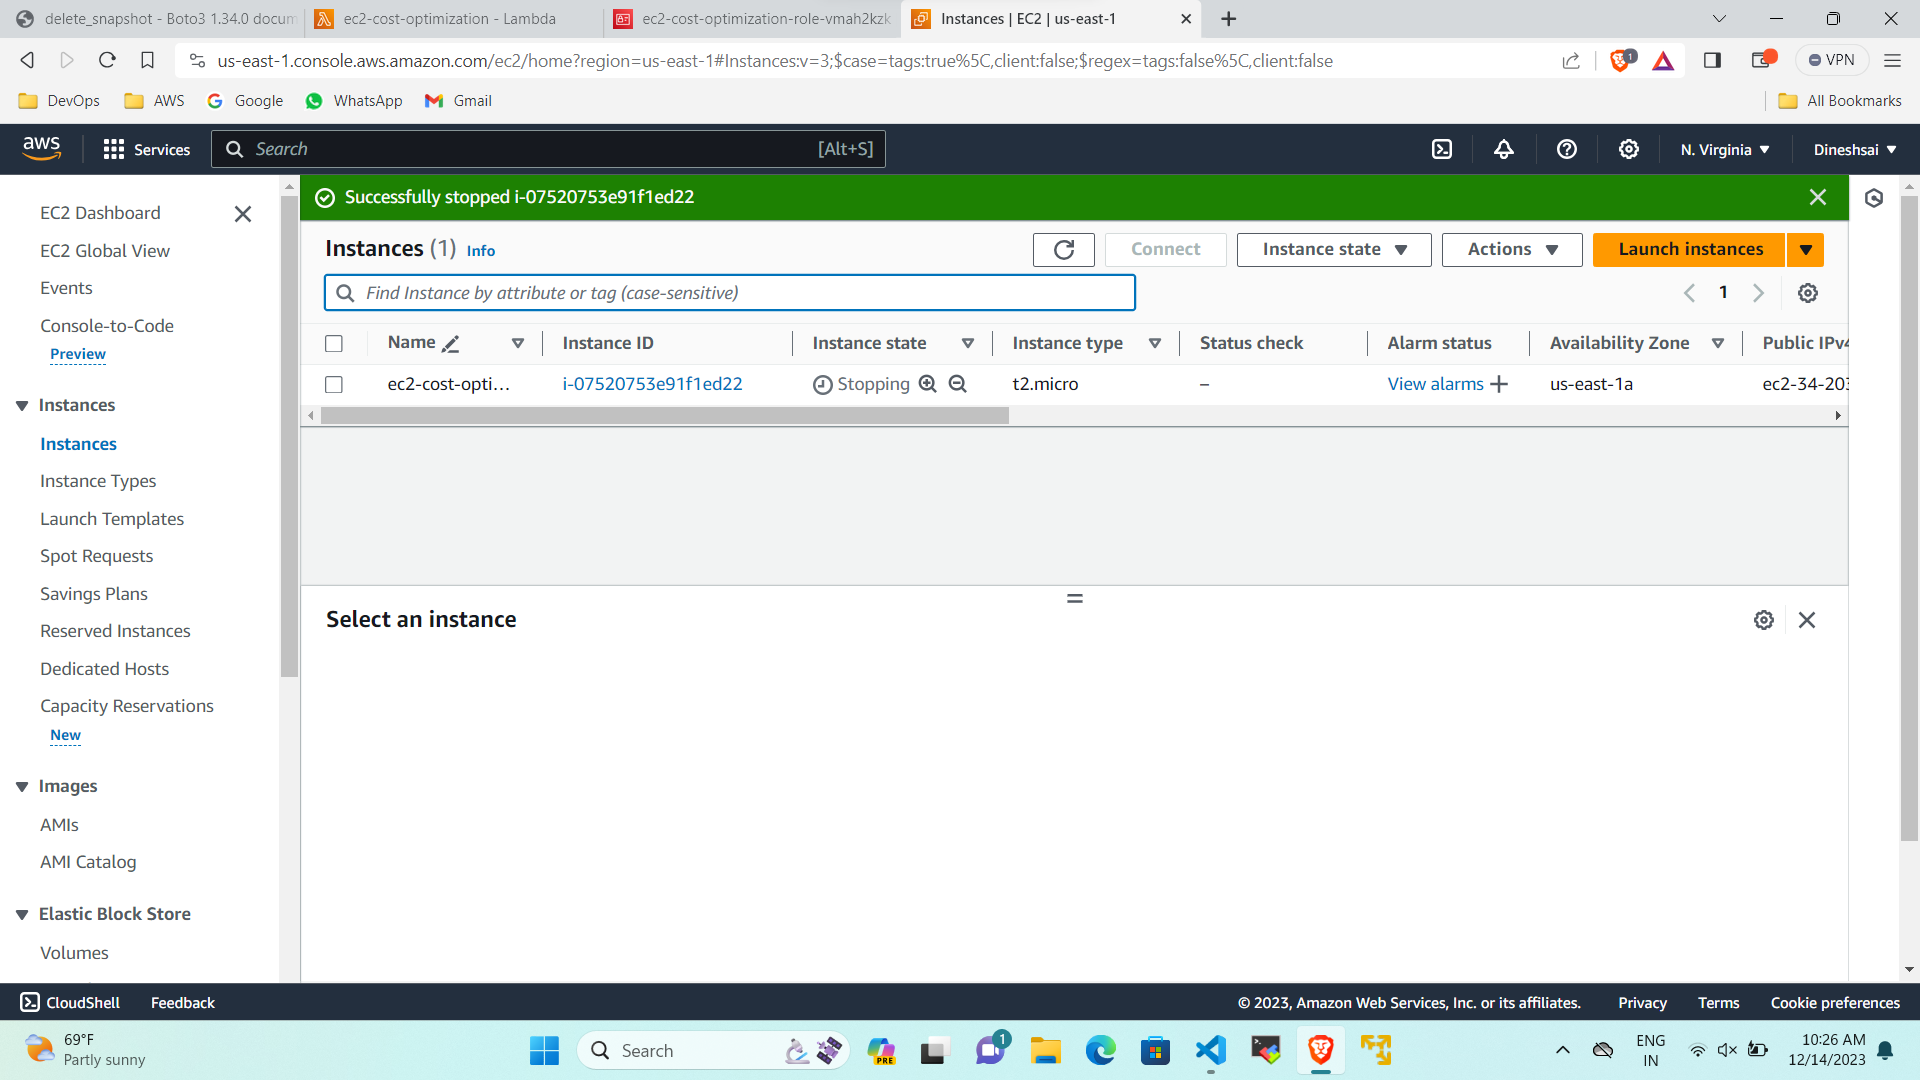 delete_snapshot - Boto3 1.34.0 docum
ec2-cost-optimization - Lambda
ec2-cost-optimization-role-vmah2kzk
Instances | EC2 | us-east-1
us-east-1.console.aws.amazon.com/ec2/home?region=us-east-1#Instances:v=3;$case=tags:true%5C,client:false;$regex=tags:false%5C,client:false
1
VPN
DevOps
AWS
Google
WhatsApp
Gmail
All Bookmarks
aws
Services
Search
[Alt+S]
N. Virginia
Dineshsai
EC2 Dashboard
EC2 Global View
Events
Console-to-Code
Preview
Instances
Instances
Instance Types
Launch Templates
Spot Requests
Savings Plans
Reserved Instances
Dedicated Hosts
Capacity Reservations
New
Images
AMIs
AMI Catalog
Elastic Block Store
Volumes
Successfully stopped i-07520753e91f1ed22
Instances (1) Info
Connect
Instance state
Actions
Launch instances
Find Instance by attribute or tag (case-sensitive)
1
Name
Instance ID
Instance state
Instance type
Status check
Alarm status
Availability Zone
Public IPv4
ec2-cost-opti...
i-07520753e91f1ed22
Stopping
t2.micro
–
View alarms
us-east-1a
ec2-34-203
Select an instance
CloudShell
Feedback
© 2023, Amazon Web Services, Inc. or its affiliates.
Privacy
Terms
Cookie preferences
69°F
Partly sunny
Search
PRE
1
ENG
IN
10:26 AM
12/14/2023